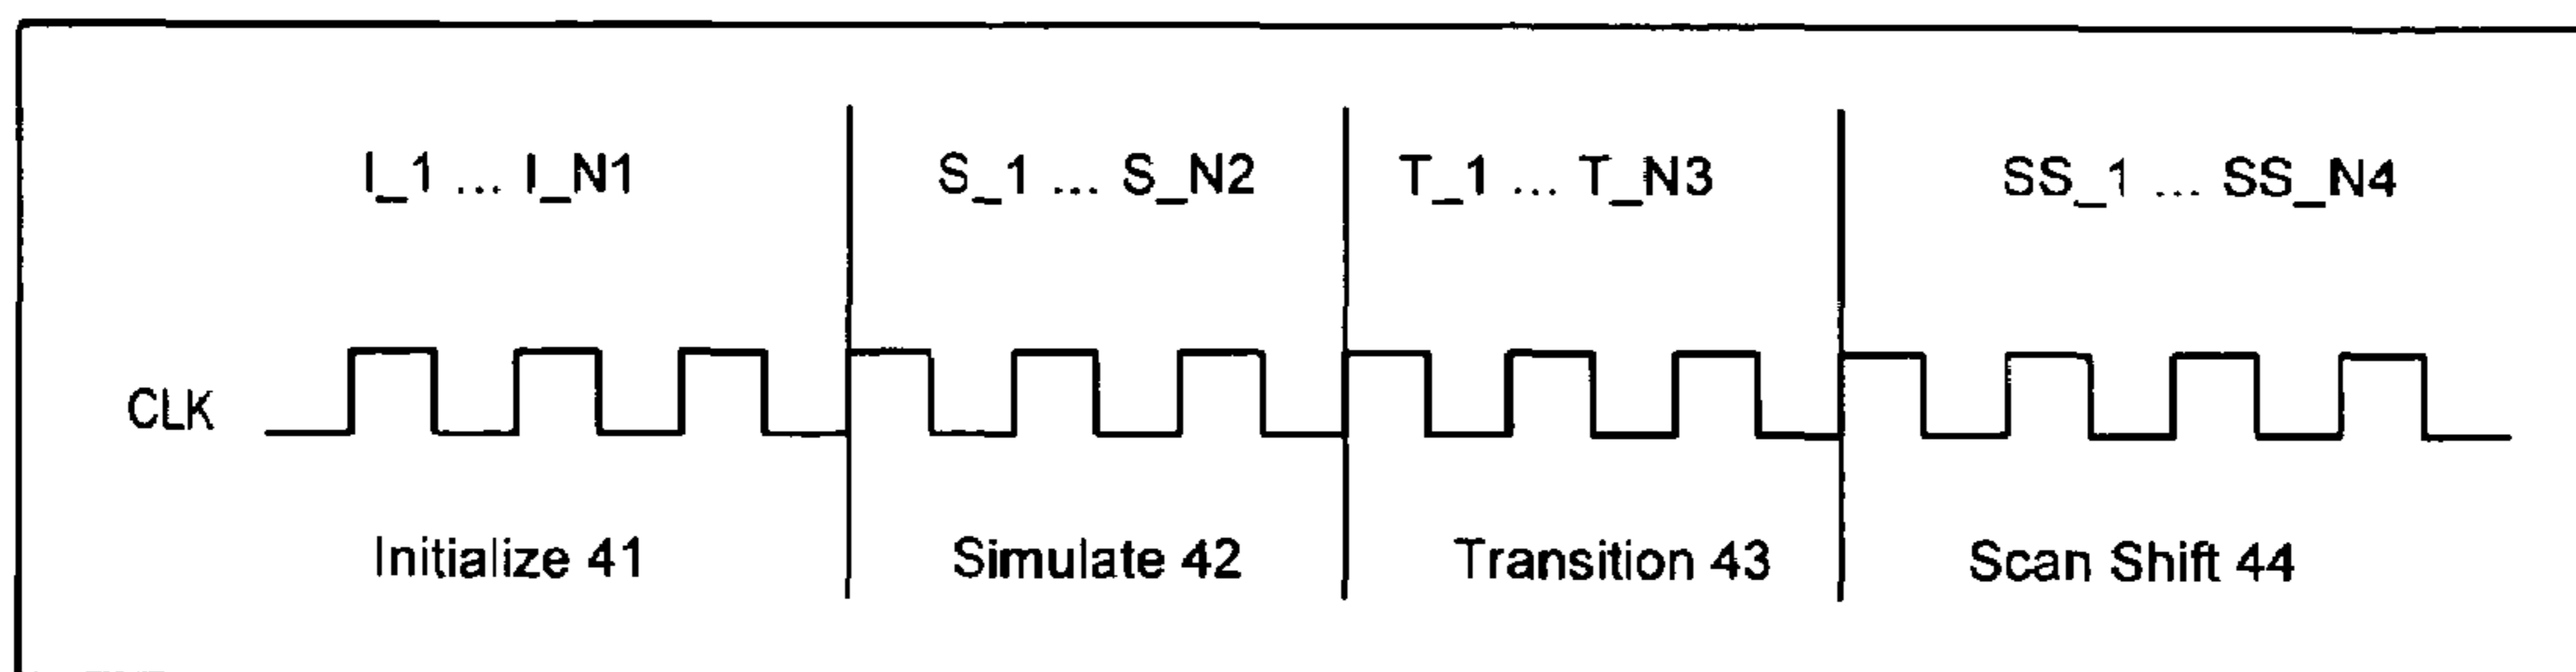 I_1 ... I_N1 S_1 ... S_N2 T_1 ... T_N3 SS_1 ... SS_N4
CLK
Initialize 41 Simulate 42 Transition 43 Scan Shift 44